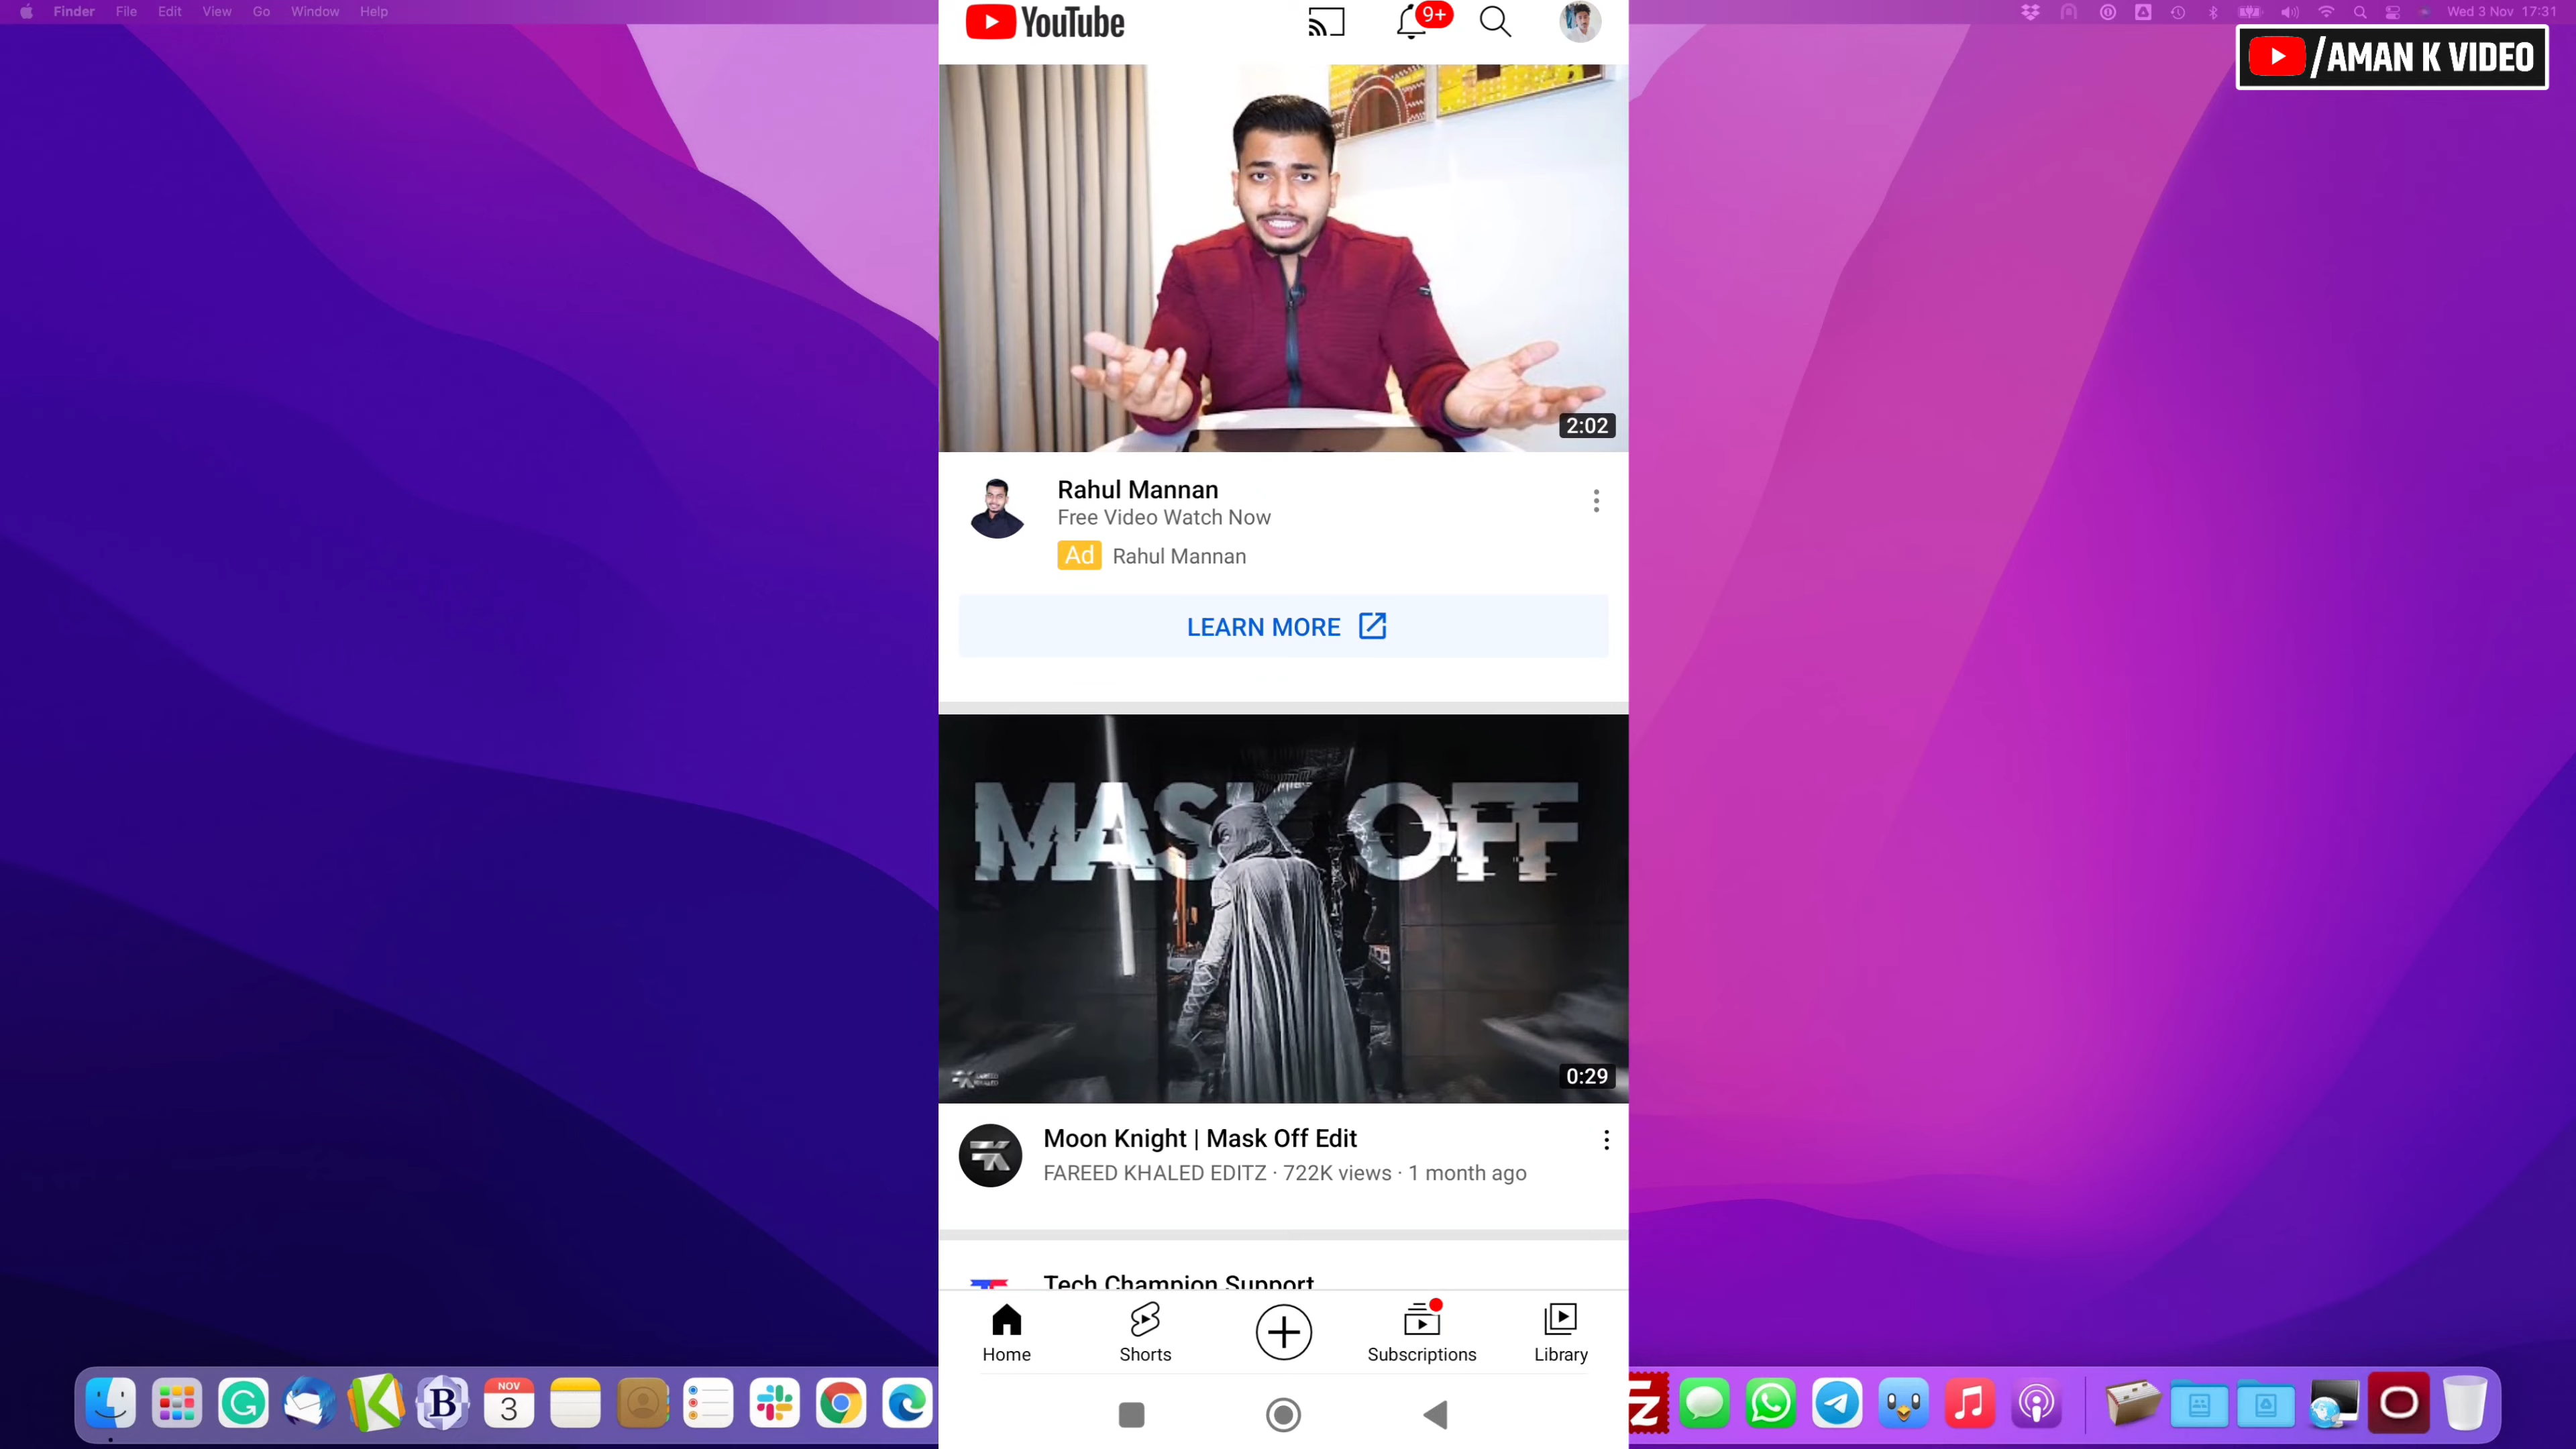 Finder File Edit View Go Window Help
Wed 3 Nov 17:31
YouTube
9+
/AMAN K VIDEO
2:02
Rahul Mannan
Free Video Watch Now
Ad Rahul Mannan
LEARN MORE
MASK OFF
0:29
Moon Knight | Mask Off Edit
FAREED KHALED EDITZ · 722K views · 1 month ago
Tech Champion Support
Home Shorts Subscriptions Library
NOV
3
B